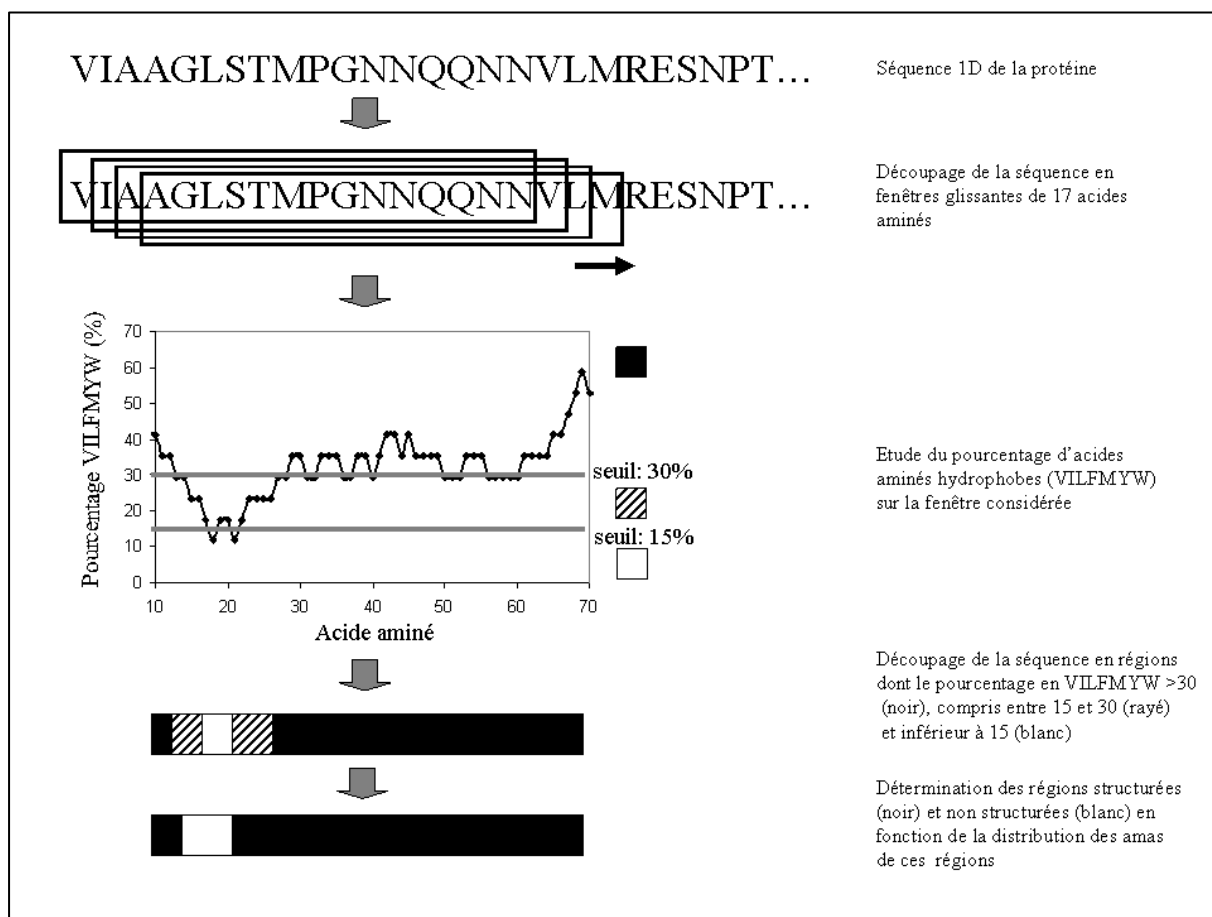 VIAAGLSTMPGNNQQNNVLMRESNPT...
Séquence 1D de la protéine
VIAAGLSTMPGNNQQNNVLMRESNPT...
Découpage de la séquence en
fenêtres glissantes de 17 acides
aminés
Pourcentage VILFMYW (%)
70
60
50
40
30
20
10
0
10 20 30 40 50 60 70
Acide aminé
seuil: 30%
seuil: 15%
Etude du pourcentage d'acides
aminés hydrophobes (VILFMYW)
sur la fenêtre considérée
Découpage de la séquence en régions
dont le pourcentage en VILFMYW >30
(noir), compris entre 15 et 30 (rayé)
et inférieur à 15 (blanc)
Détermination des régions structurées
(noir) et non structurées (blanc) en
fonction de la distribution des amas
de ces régions